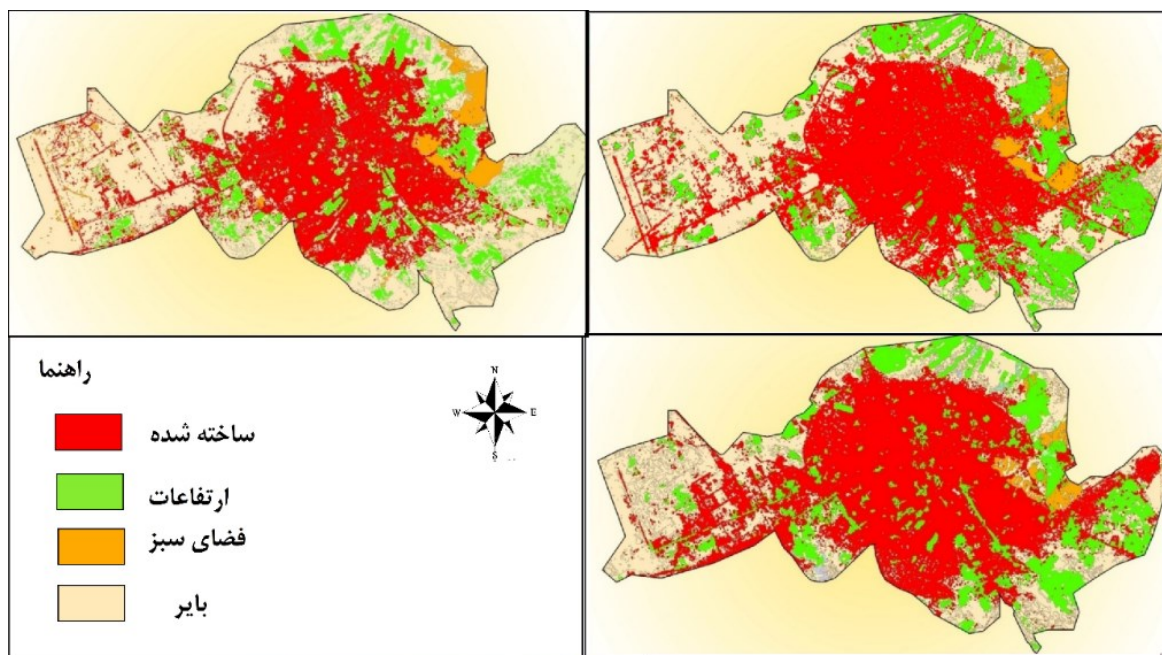 راهنما
ساخته شده
ارتفاعات
فضای سبز
بایر
N
W E
S